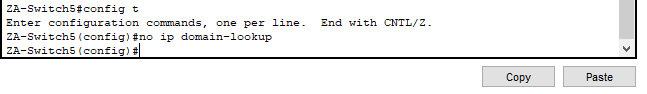 ZA-Switch5#config t
Enter configuration commands, one per line.  End with CNTL/Z.
ZA-Switch5(config)#no ip domain-lookup
ZA-Switch5(config)#
Copy
Paste